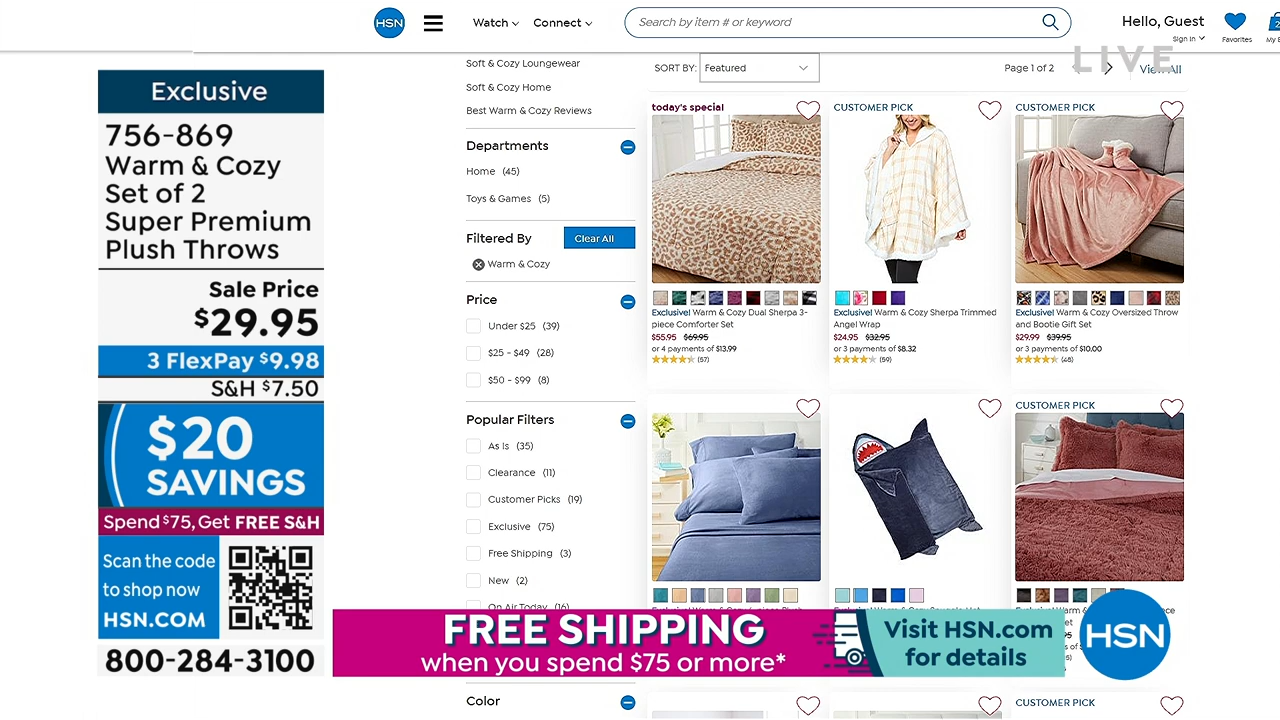 HSN
Watch
Connect
Search by item # or keyword
Hello, Guest
Sign In
Favorites
2
LIVE
Soft & Cozy Loungewear
Soft & Cozy Home
Best Warm & Cozy Reviews
SORT BY: Featured
Page 1 of 2
View All
Exclusive
756-869
Warm & Cozy
Set of 2
Super Premium
Plush Throws
Sale Price
$29.95
3 FlexPay $9.98
S&H $7.50
$20
SAVINGS
Spend $75, Get FREE S&H
Scan the code
to shop now
HSN.COM
800-284-3100
Departments
Home (45)
Toys & Games (5)
Filtered By
Clear All
Warm & Cozy
Price
Under $25 (39)
$25 - $49 (28)
$50 - $99 (8)
Popular Filters
As Is (35)
Clearance (11)
Customer Picks (19)
Exclusive (75)
Free Shipping (3)
New (2)
On Air Today (16)
Color
today's special
Exclusive! Warm & Cozy Dual Sherpa 3-
piece Comforter Set
$55.95 $69.95
or 4 payments of $13.99
(57)
CUSTOMER PICK
Exclusive! Warm & Cozy Sherpa Trimmed
Angel Wrap
$24.95 $32.95
or 3 payments of $8.32
(59)
CUSTOMER PICK
Exclusive! Warm & Cozy Oversized Throw
and Bootie Gift Set
$29.99 $39.95
or 3 payments of $10.00
(48)
CUSTOMER PICK
FREE SHIPPING
when you spend $75 or more*
Visit HSN.com
for details
HSN
CUSTOMER PICK